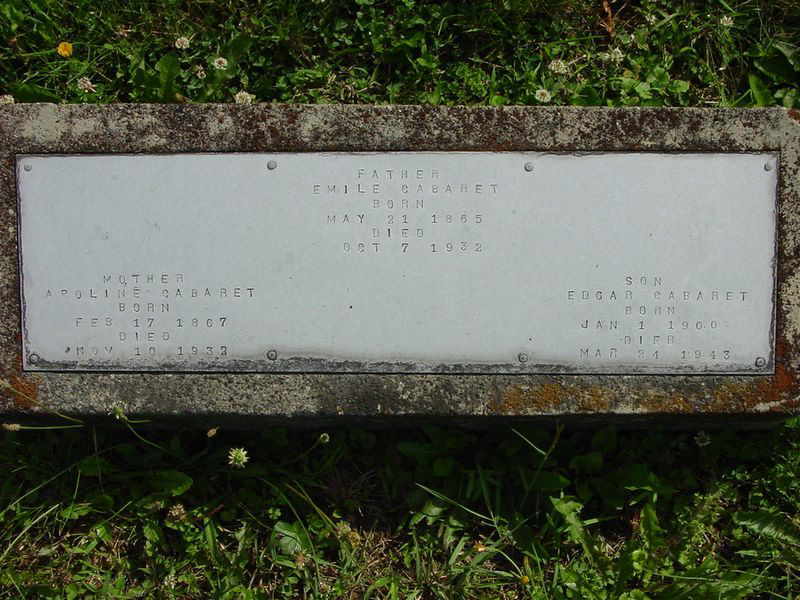 FATHER
EMILE CABARET
BORN
MAY 21 1865
DIED
OCT 7 1932
MOTHER
APOLINE CABARET
BORN
FEB 17 1867
DIED
NOV 10 1932
SON
EDGAR CABARET
BORN
JAN 1 1900
DIED
MAR 24 1943